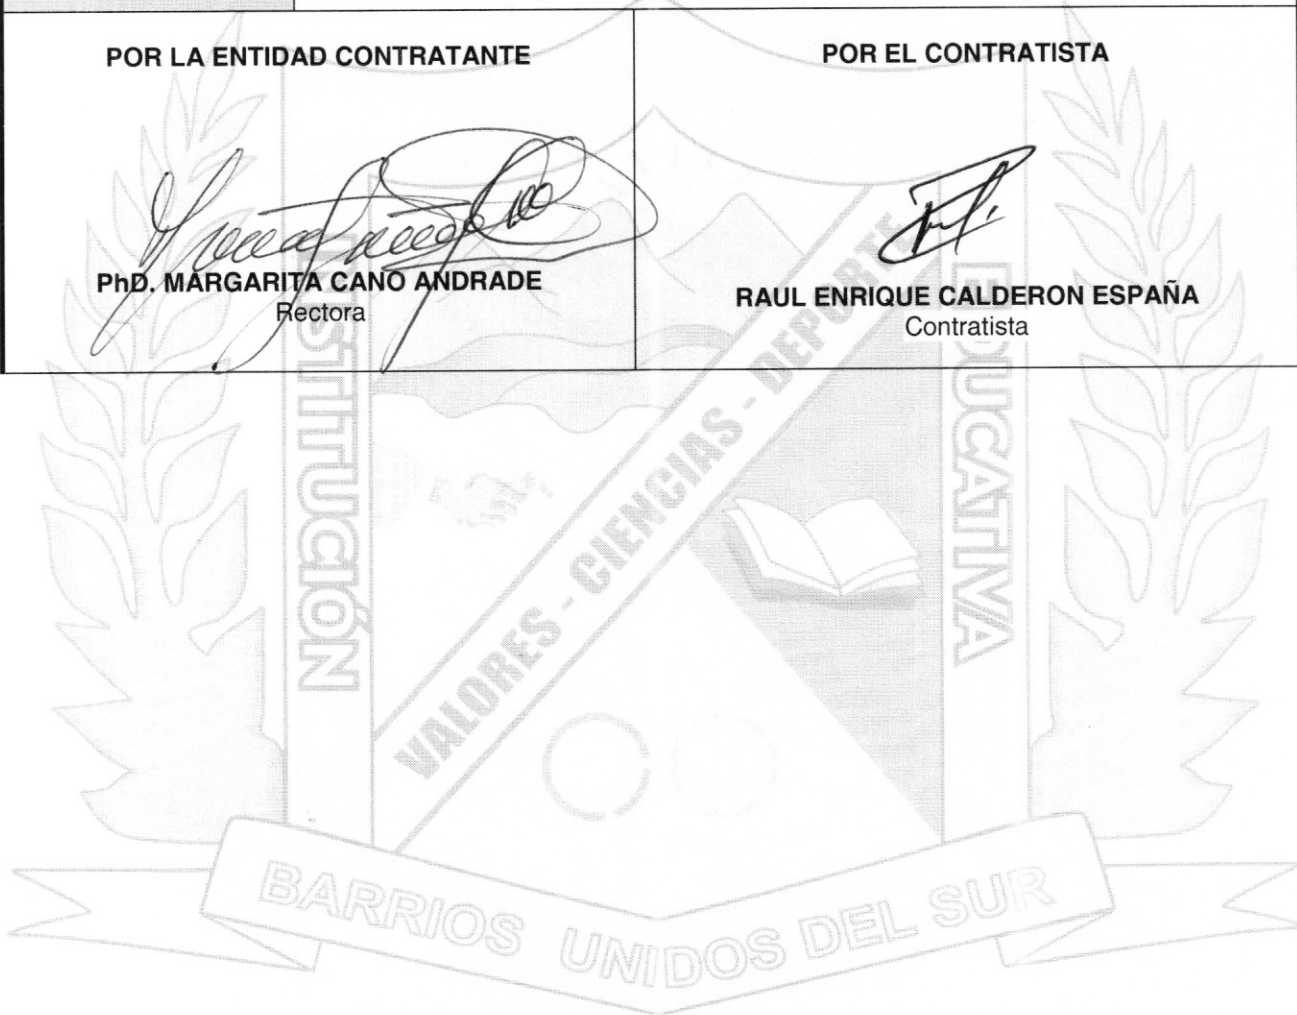 POR LA ENTIDAD CONTRATANTE
PhD. MARGARITA CANO ANDRADE
Rectora
POR EL CONTRATISTA
RAUL ENRIQUE CALDERON ESPAÑA
Contratista
INSTITUCIÓN
VALORES - CIENCIAS - DEPORTE
EDUCATIVA
BARRIOS UNIDOS DEL SUR